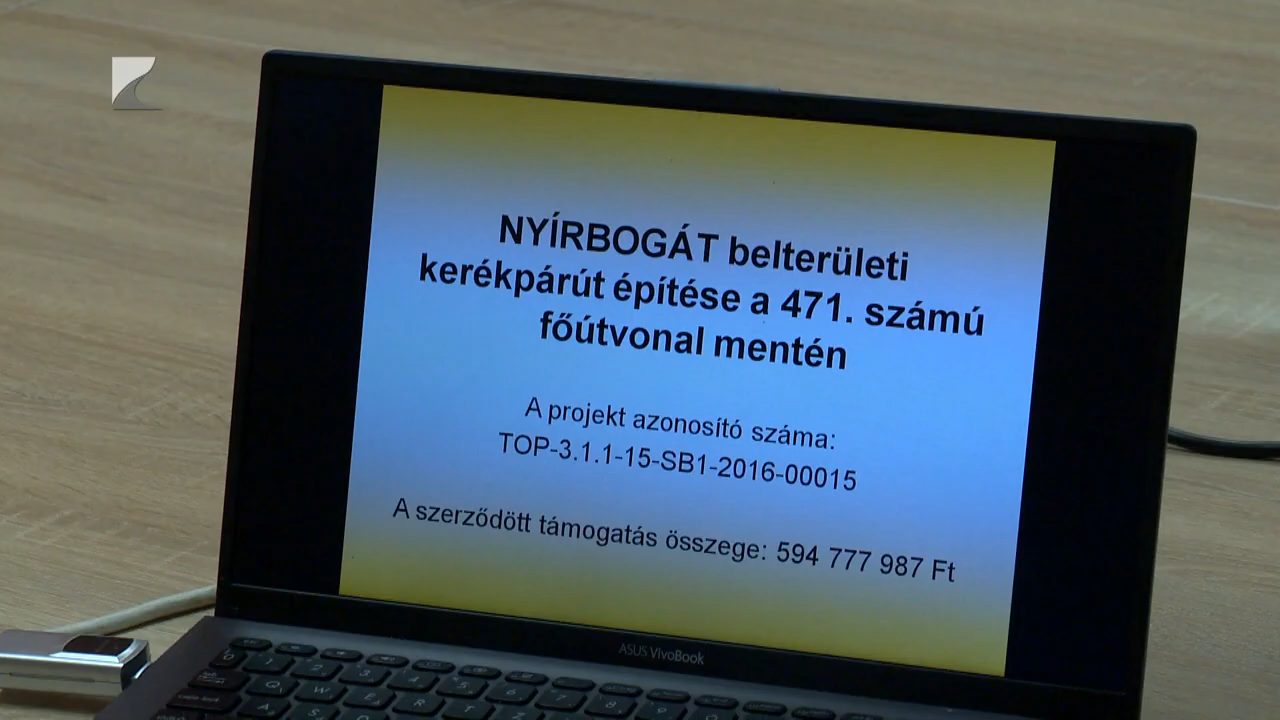 NYÍRBOGÁT belterületi
kerékpárút építése a 471. számú
főútvonal mentén
A projekt azonosító száma:
TOP-3.1.1-15-SB1-2016-00015
A szerződött támogatás összege: 594 777 987 Ft
ASUS VivoBook